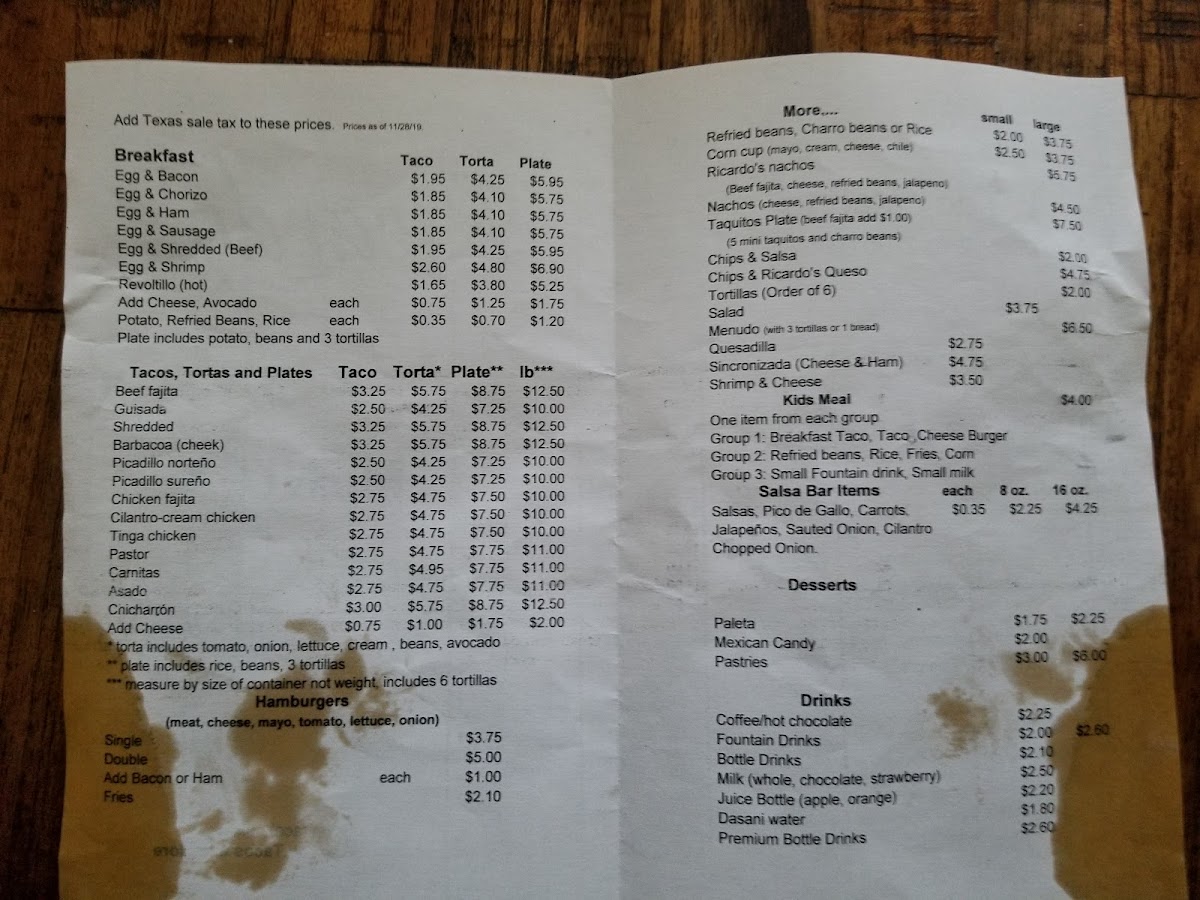 Add Texas sale tax to these prices. Prices as of 11/28/19.
Breakfast Taco Torta Plate
Egg & Bacon $1.95 $4.25 $5.95
Egg & Chorizo $1.85 $4.10 $5.75
Egg & Ham $1.85 $4.10 $5.75
Egg & Sausage $1.85 $4.10 $5.75
Egg & Shredded (Beef) $1.95 $4.25 $5.95
Egg & Shrimp $2.60 $4.80 $6.90
Revoltillo (hot) $1.65 $3.80 $5.25
Add Cheese, Avocado each $0.75 $1.25 $1.75
Potato, Refried Beans, Rice each $0.35 $0.70 $1.20
Plate includes potato, beans and 3 tortillas
Tacos, Tortas and Plates Taco Torta* Plate** lb***
Beef fajita $3.25 $5.75 $8.75 $12.50
Guisada $2.50 $4.25 $7.25 $10.00
Shredded $3.25 $5.75 $8.75 $12.50
Barbacoa (cheek) $3.25 $5.75 $8.75 $12.50
Picadillo norteño $2.50 $4.25 $7.25 $10.00
Picadillo sureño $2.50 $4.25 $7.25 $10.00
Chicken fajita $2.75 $4.75 $7.50 $10.00
Cilantro-cream chicken $2.75 $4.75 $7.50 $10.00
Tinga chicken $2.75 $4.75 $7.50 $10.00
Pastor $2.75 $4.75 $7.75 $11.00
Carnitas $2.75 $4.95 $7.75 $11.00
Asado $2.75 $4.75 $7.75 $11.00
Chicharrón $3.00 $5.75 $8.75 $12.50
Add Cheese $0.75 $1.00 $1.75 $2.00
* torta includes tomato, onion, lettuce, cream , beans, avocado
** plate includes rice, beans, 3 tortillas
*** measure by size of container not weight, includes 6 tortillas
Hamburgers
(meat, cheese, mayo, tomato, lettuce, onion)
Single $3.75
Double $5.00
Add Bacon or Ham each $1.00
Fries $2.10
More.... small large
Refried beans, Charro beans or Rice $2.00 $3.75
Corn cup (mayo, cream, cheese, chile) $2.50 $3.75
Ricardo's nachos $5.75
(Beef fajita, cheese, refried beans, jalapeno)
Nachos (cheese, refried beans, jalapeno) $4.50
Taquitos Plate (beef fajita add $1.00) $7.50
(5 mini taquitos and charro beans)
Chips & Salsa $2.00
Chips & Ricardo's Queso $4.75
Tortillas (Order of 6) $2.00
Salad $3.75
Menudo (with 3 tortillas or 1 bread) $6.50
Quesadilla $2.75
Sincronizada (Cheese & Ham) $4.75
Shrimp & Cheese $3.50
Kids Meal $4.00
One item from each group
Group 1: Breakfast Taco, Taco ,Cheese Burger
Group 2: Refried beans, Rice, Fries, Corn
Group 3: Small Fountain drink, Small milk
Salsa Bar Items each 8 oz. 16 oz.
Salsas, Pico de Gallo, Carrots, $0.35 $2.25 $4.25
Jalapeños, Sauted Onion, Cilantro
Chopped Onion.
Desserts
Paleta $1.75 $2.25
Mexican Candy $2.00
Pastries $3.00 $6.00
Drinks
Coffee/hot chocolate $2.25
Fountain Drinks $2.00 $2.60
Bottle Drinks $2.10
Milk (whole, chocolate, strawberry) $2.50
Juice Bottle (apple, orange) $2.20
Dasani water $1.80
Premium Bottle Drinks $2.60